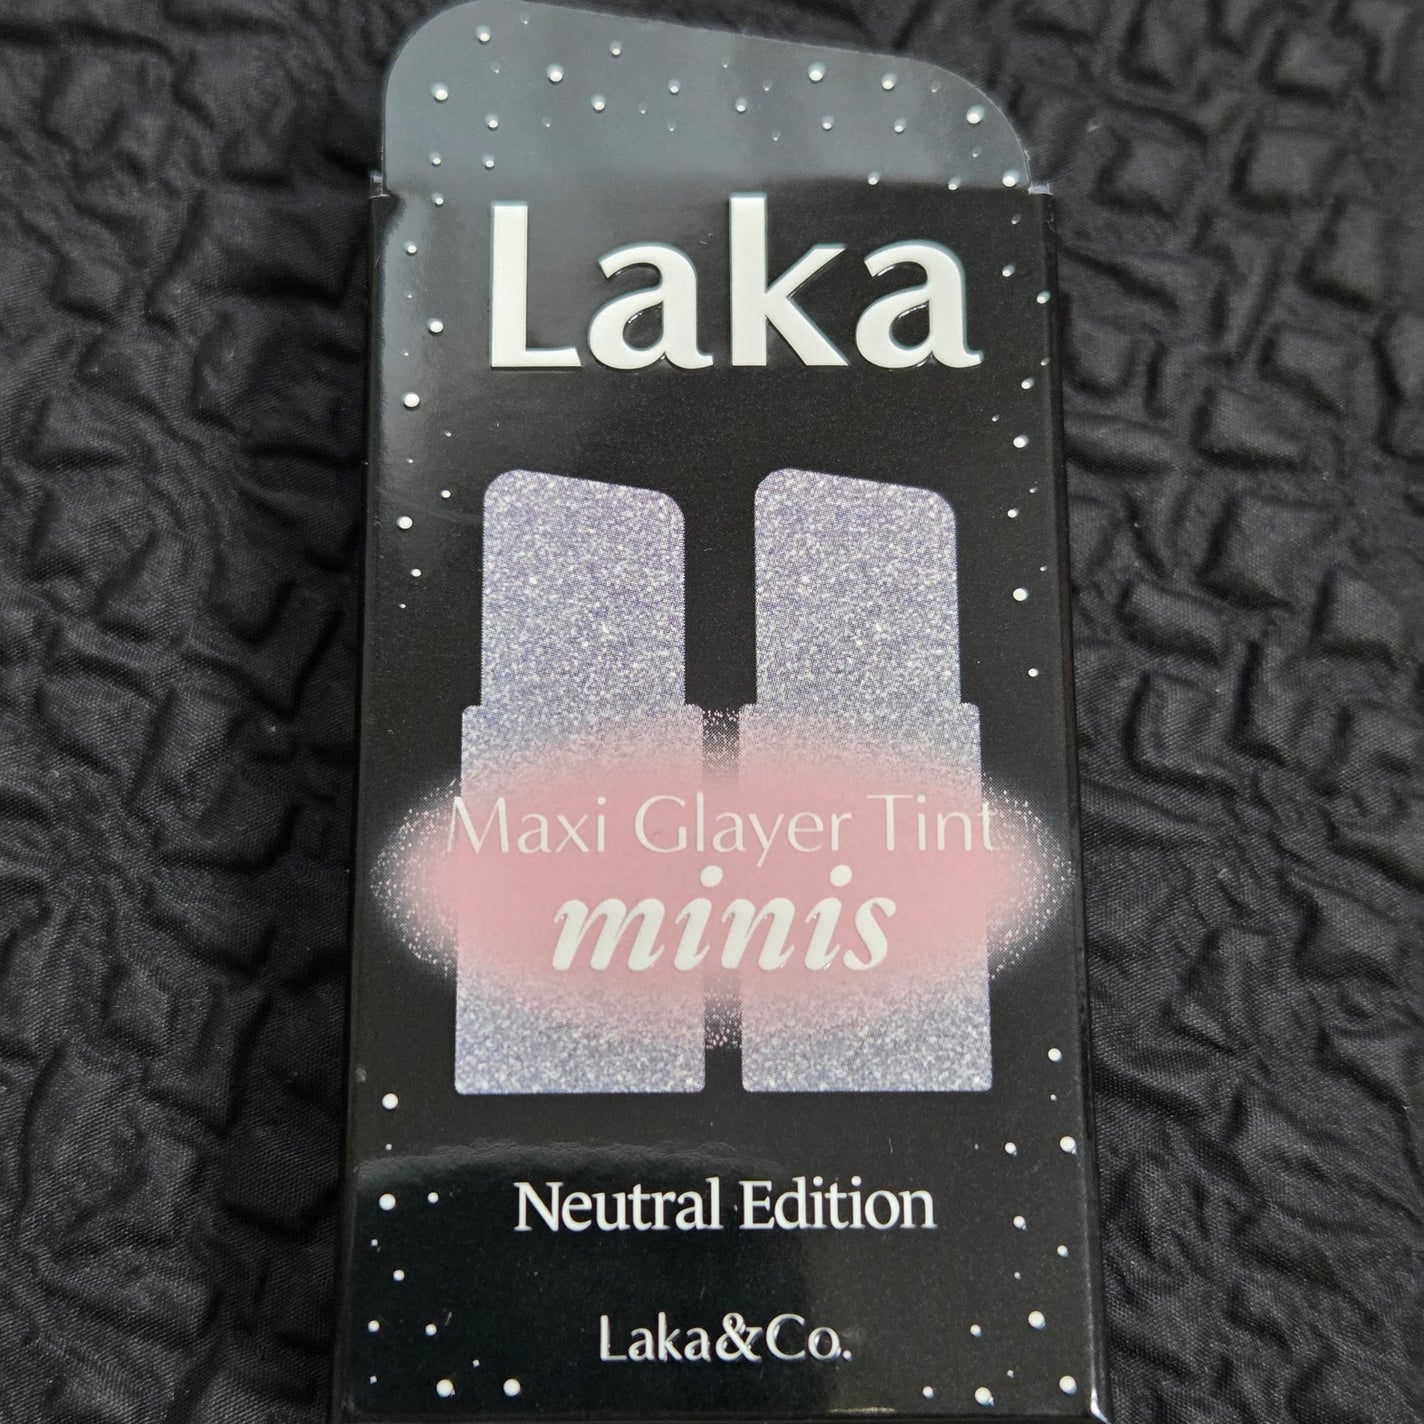 Laka
Maxi Glayer Tint
minis
Neutral Edition
Laka&Co.